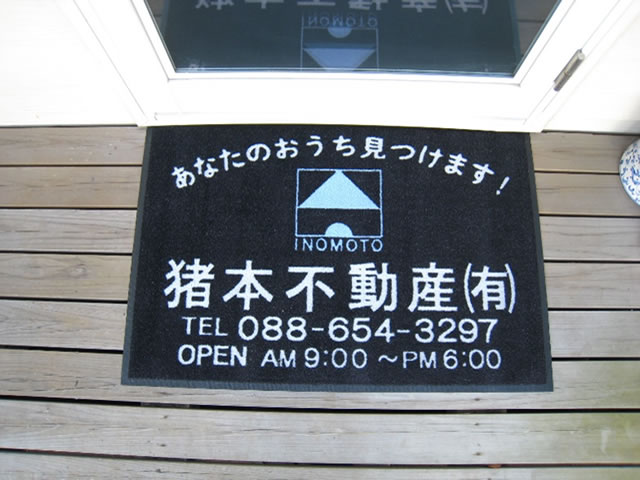 あなたのおうち見つけます!
INOMOTO
猪本不動産㈲
TEL 088-654-3297
OPEN AM 9:00 ～PM 6:00